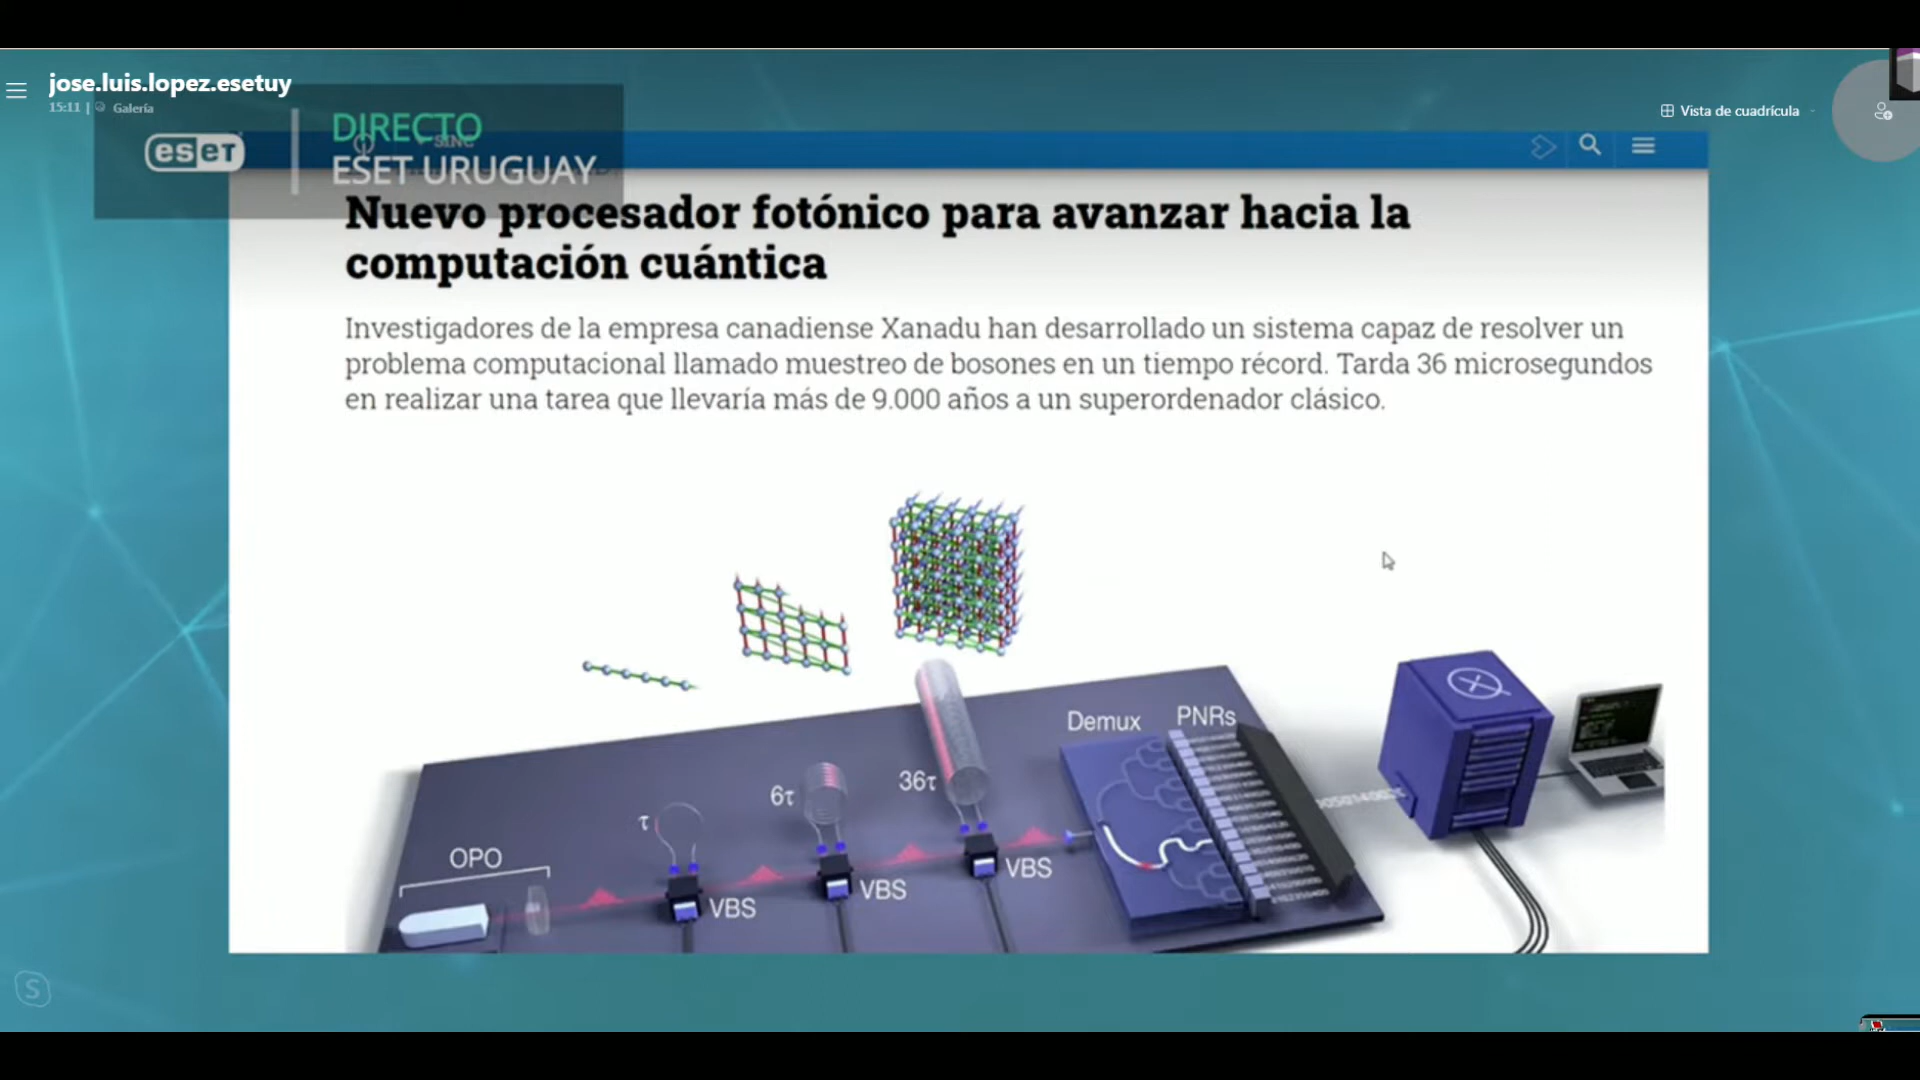 jose.luis.lopez.esetuy
15:11 | Galería
Vista de cuadrícula
eset
DIRECTO
SINC
ESET URUGUAY
Nuevo procesador fotónico para avanzar hacia la
computación cuántica
Investigadores de la empresa canadiense Xanadu han desarrollado un sistema capaz de resolver un
problema computacional llamado muestreo de bosones en un tiempo récord. Tarda 36 microsegundos
en realizar una tarea que llevaría más de 9.000 años a un superordenador clásico.
Demux
PNRs
36τ
6τ
τ
OPO
VBS
VBS
VBS
X
S